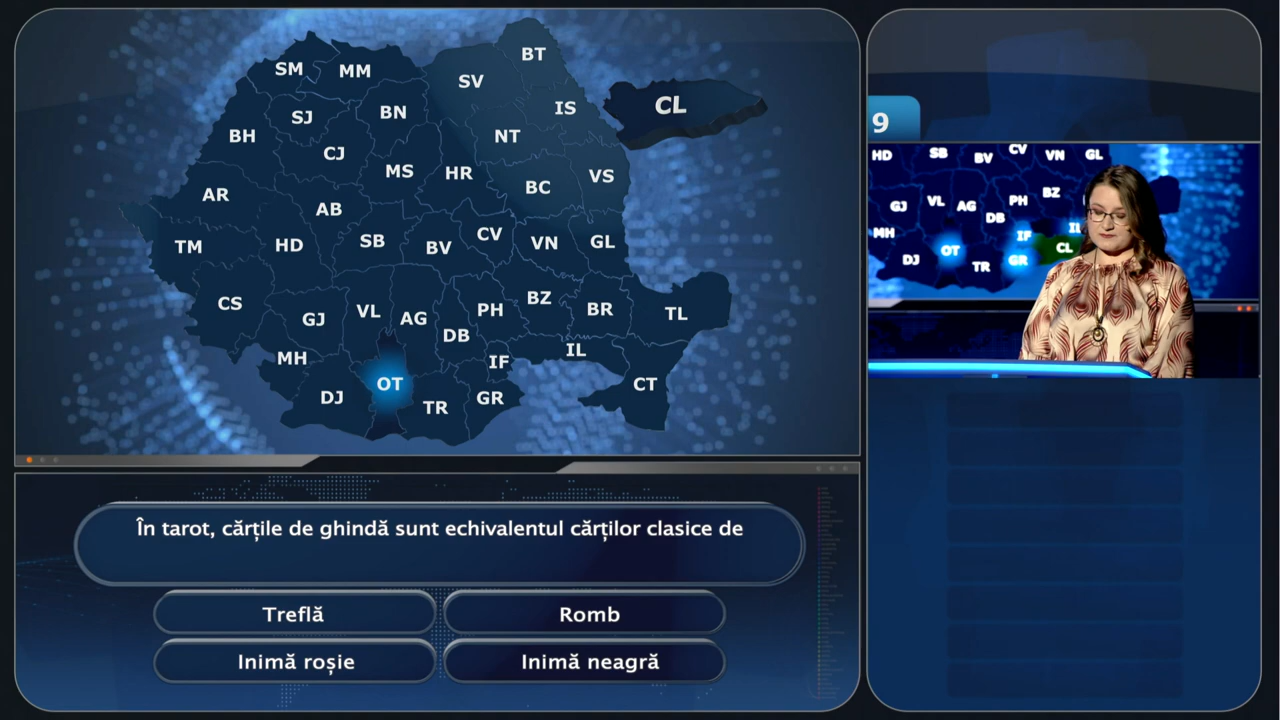 BT
SM
MM
SV
CL
BN
SJ
IS
BH
NT
CJ
MS
HR
VS
BC
AR
AB
CV
SB
VN
GL
TM
HD
BV
CS
BZ
VL
PH
BR
TL
GJ
AG
DB
IL
MH
IF
OT
CT
DJ
GR
TR
În tarot, cărțile de ghindă sunt echivalentul cărților clasice de
Treflă
Romb
Inimă roșie
Inimă neagră
9
HD
SB
BV
CV
VN
GL
GJ
VL
AG
PH
BZ
DB
MH
IF
IL
OT
CL
DJ
TR
GR